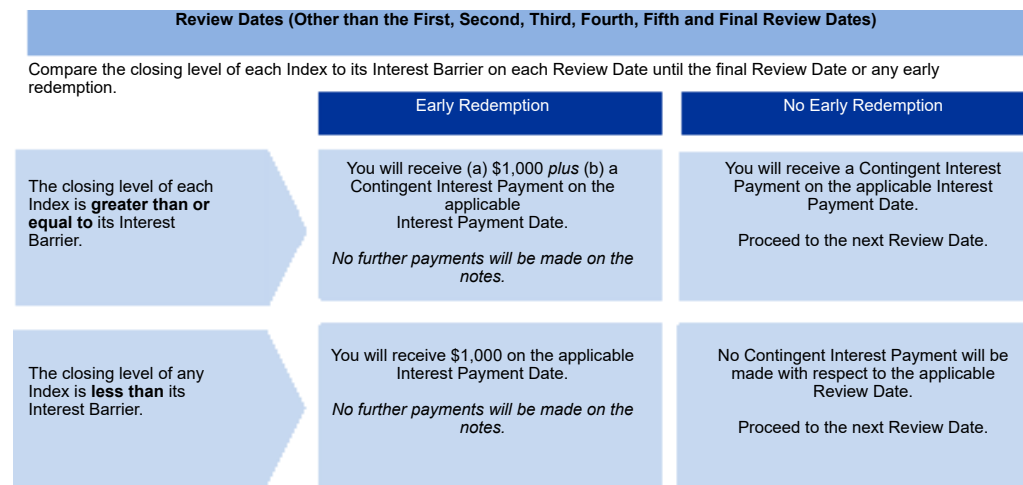 Review Dates (Other than the First, Second, Third, Fourth, Fifth and Final Review Dates)
Compare the closing level of each Index to its Interest Barrier on each Review Date until the final Review Date or any early
redemption.
Early Redemption
No Early Redemption
The closing level of each
Index is greater than or
equal to its Interest
Barrier.
You will receive (a) $1,000 plus (b) a
Contingent Interest Payment on the
applicable
Interest Payment Date.
No further payments will be made on the
notes.
You will receive a Contingent Interest
Payment on the applicable Interest
Payment Date.
Proceed to the next Review Date.
The closing level of any
Index is less than its
Interest Barrier.
You will receive $1,000 on the applicable
Interest Payment Date.
No further payments will be made on the
notes.
No Contingent Interest Payment will be
made with respect to the applicable
Review Date.
Proceed to the next Review Date.